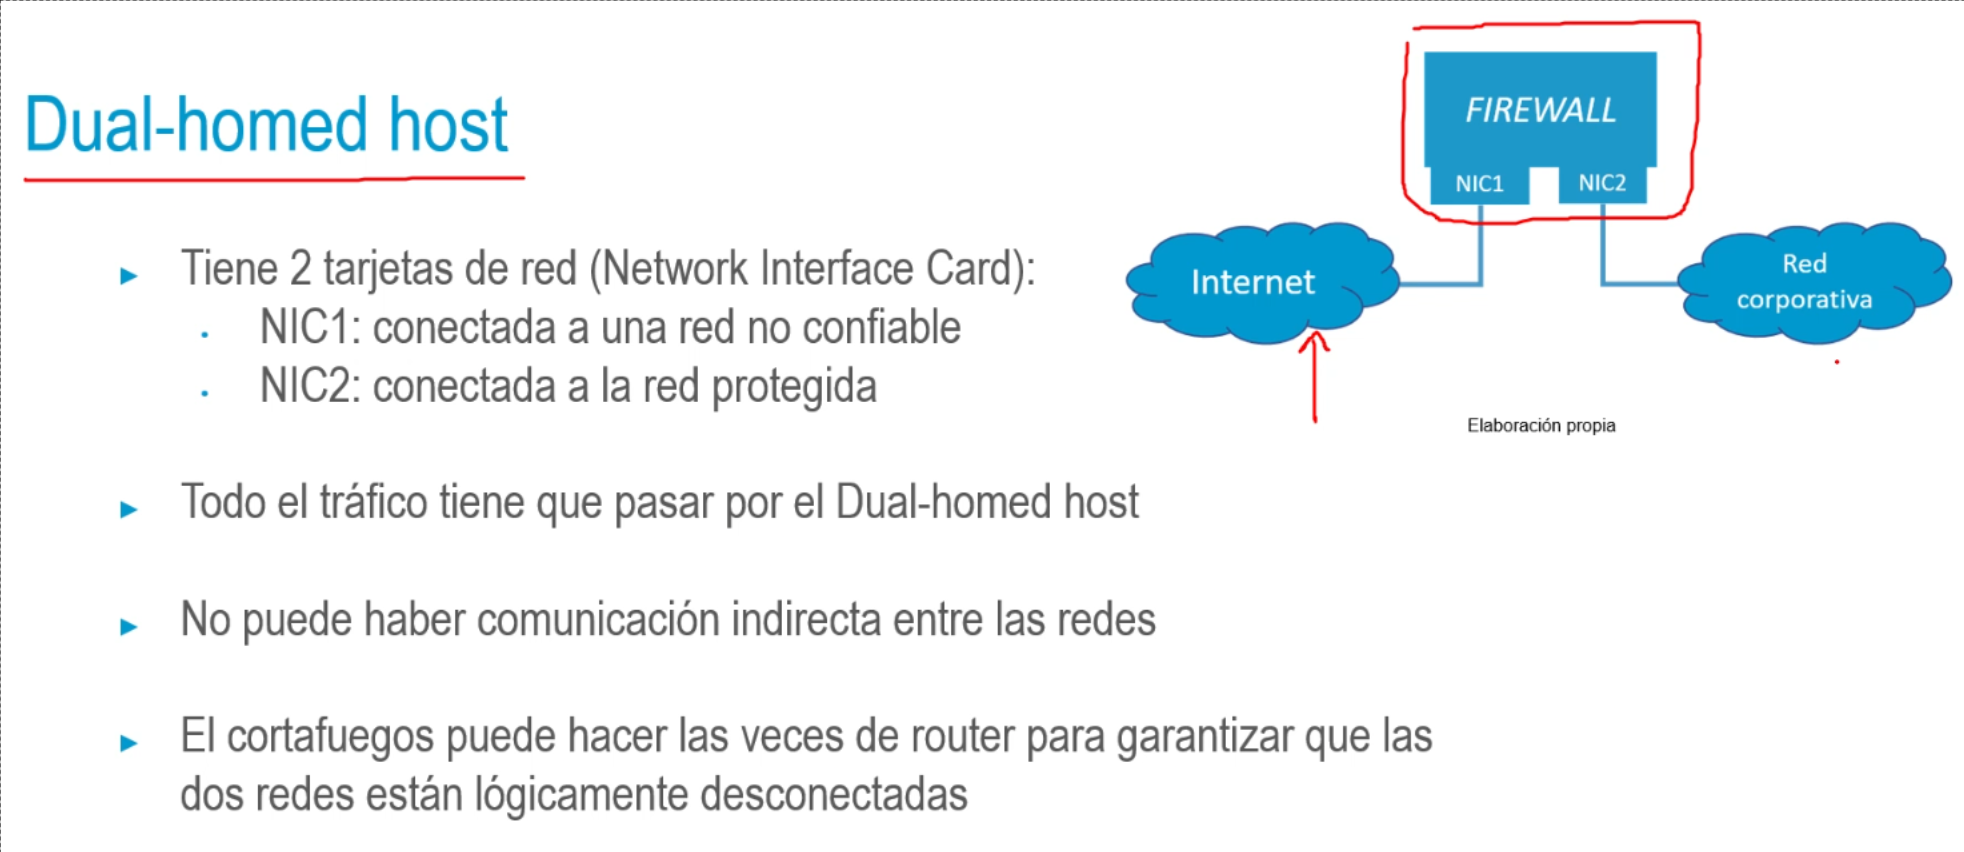 Dual-homed host
FIREWALL
NIC1
NIC2
Internet
Red
corporativa
Elaboración propia
► Tiene 2 tarjetas de red (Network Interface Card):
· NIC1: conectada a una red no confiable
· NIC2: conectada a la red protegida
► Todo el tráfico tiene que pasar por el Dual-homed host
► No puede haber comunicación indirecta entre las redes
► El cortafuegos puede hacer las veces de router para garantizar que las
dos redes están lógicamente desconectadas